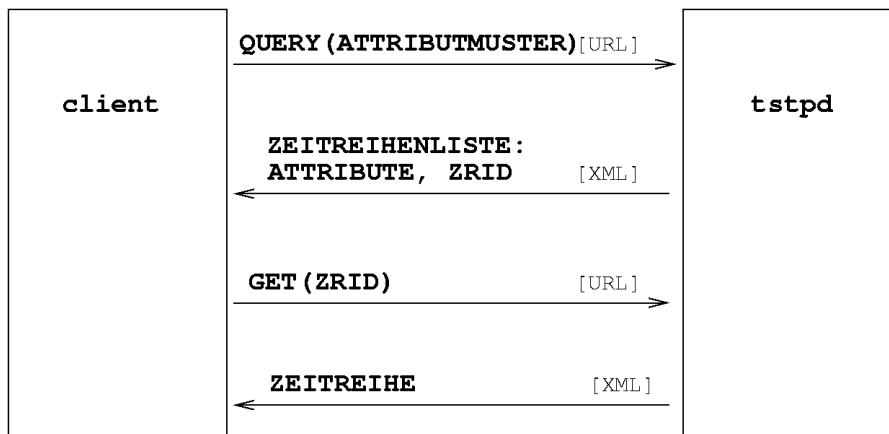 QUERY(ATTRIBUTMUSTER)[URL]
client
tstpd
ZEITREIHENLISTE:
ATTRIBUTE, ZRID [XML]
GET(ZRID) [URL]
ZEITREIHE [XML]